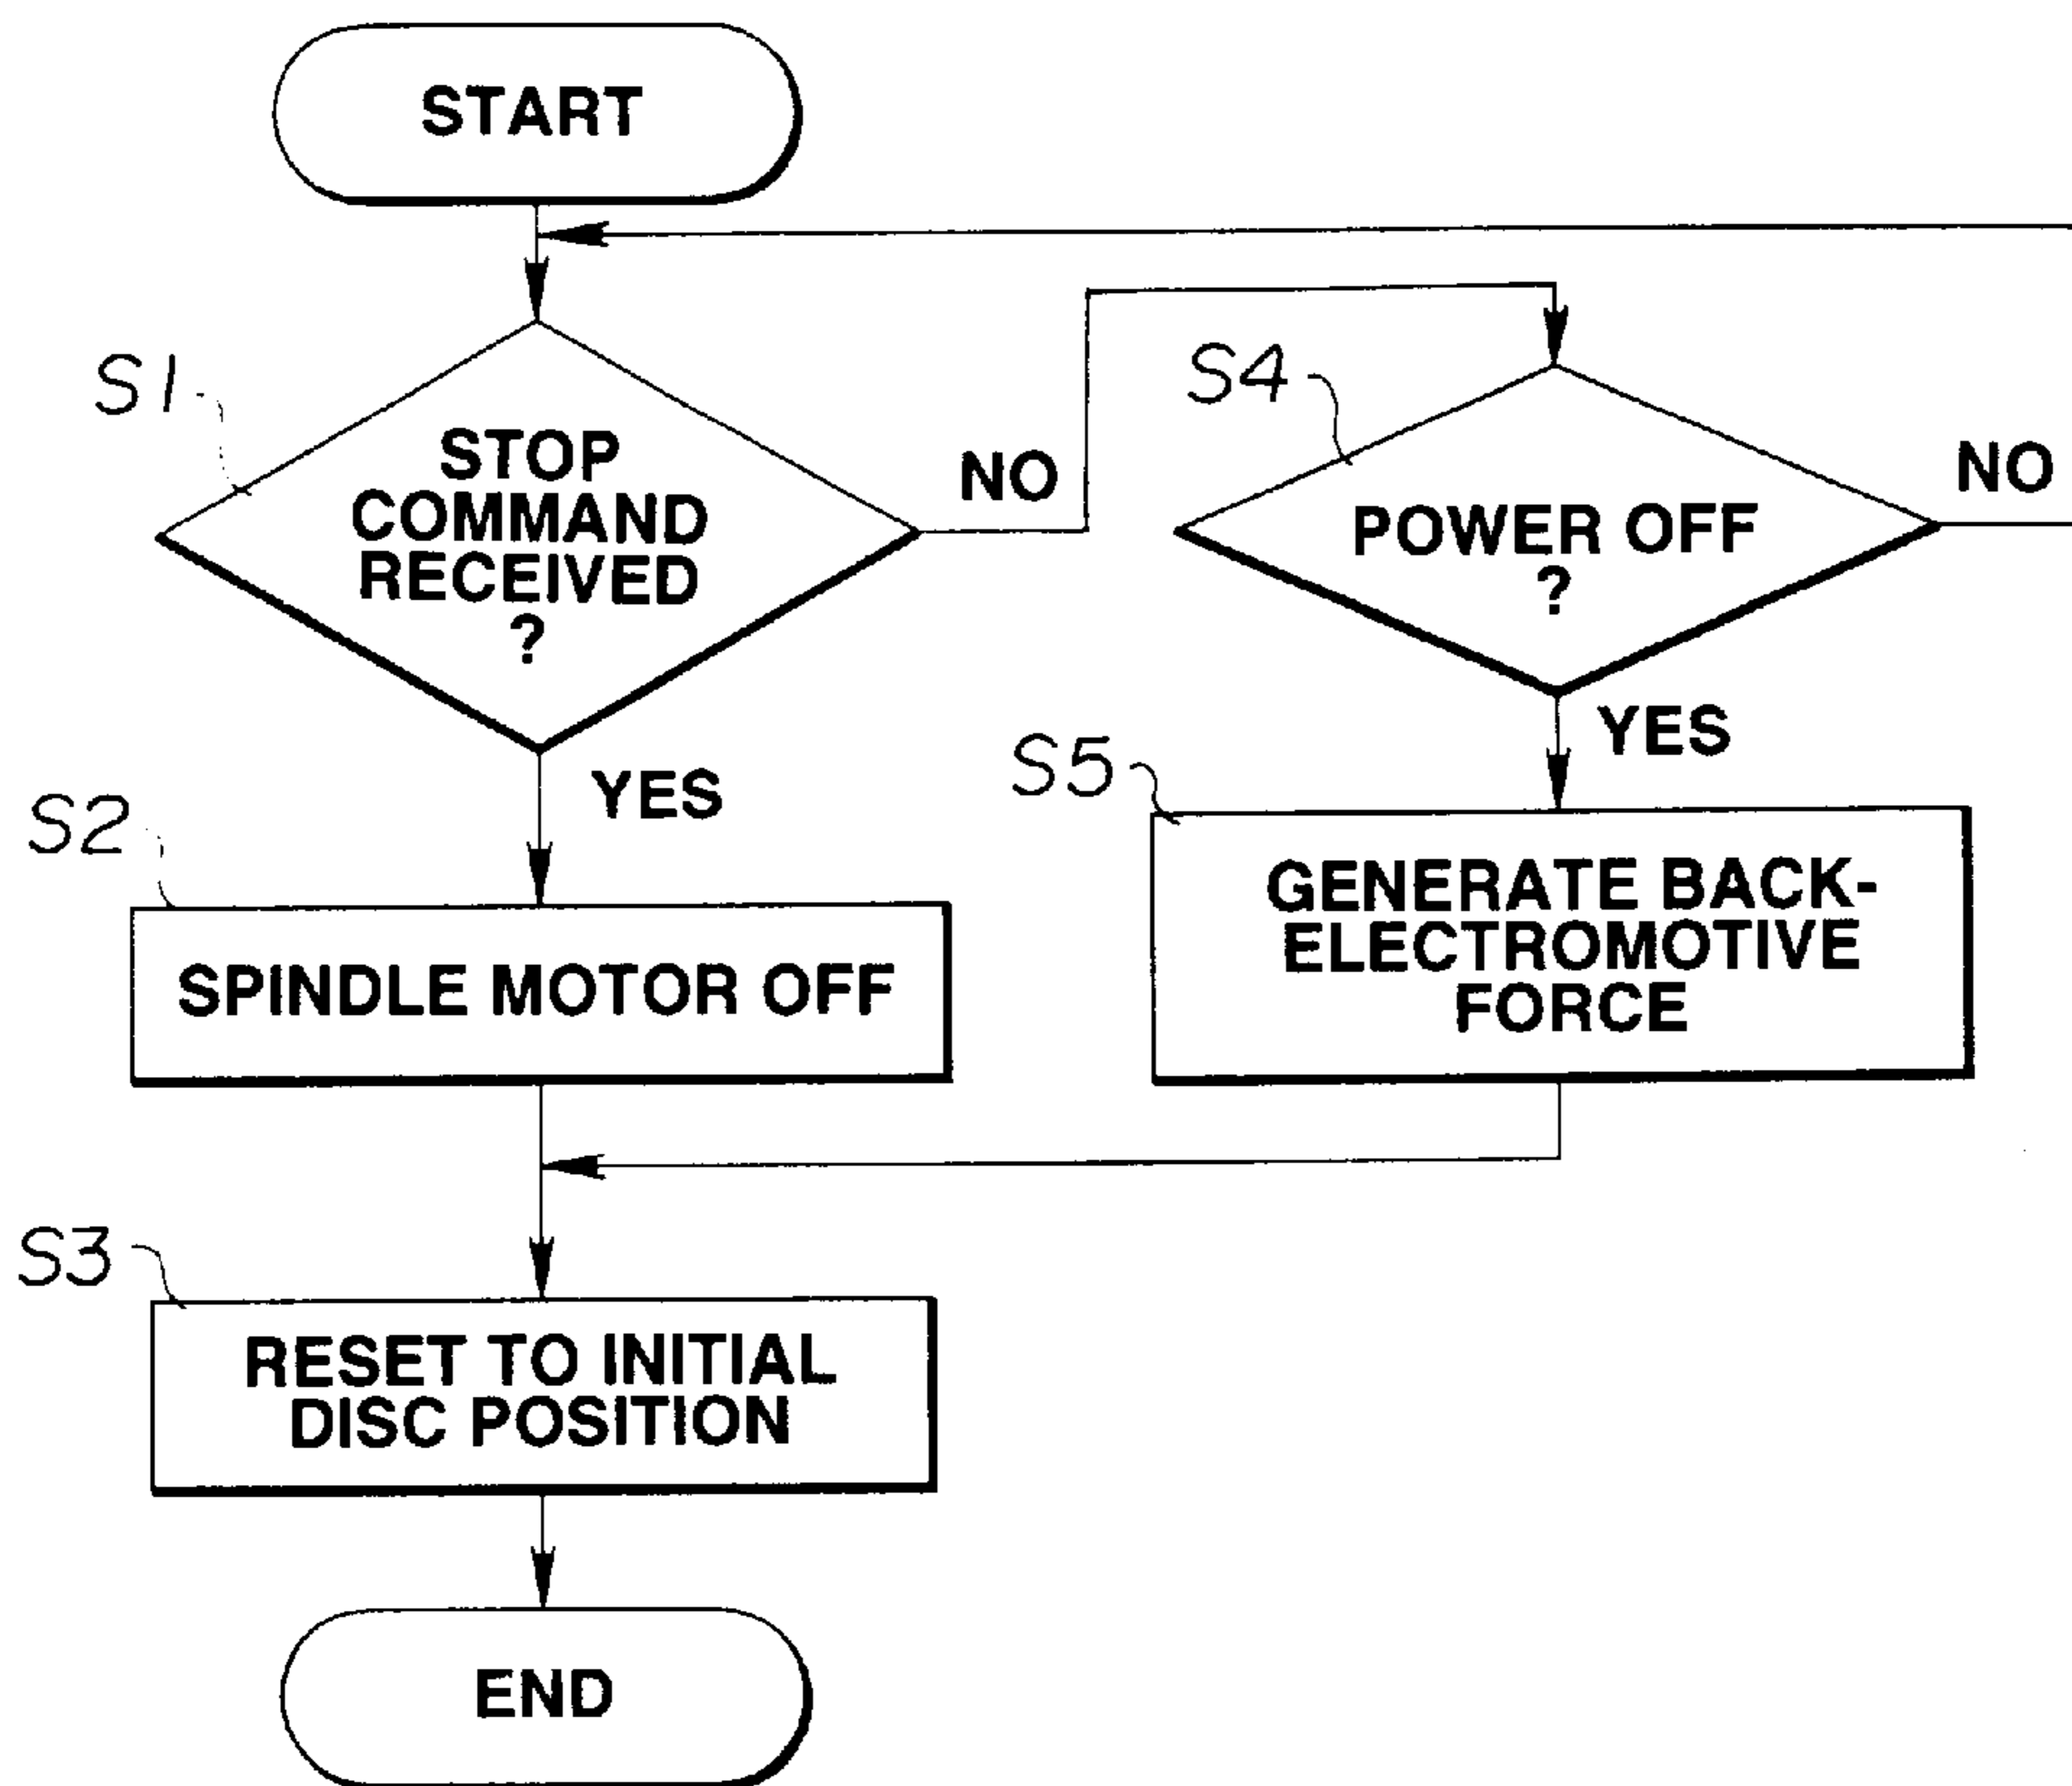 START
S1
STOP
COMMAND
RECEIVED
?
NO
S4
POWER OFF
?
NO
YES
S2
SPINDLE MOTOR OFF
YES
S5
GENERATE BACK-
ELECTROMOTIVE
FORCE
S3
RESET TO INITIAL
DISC POSITION
END